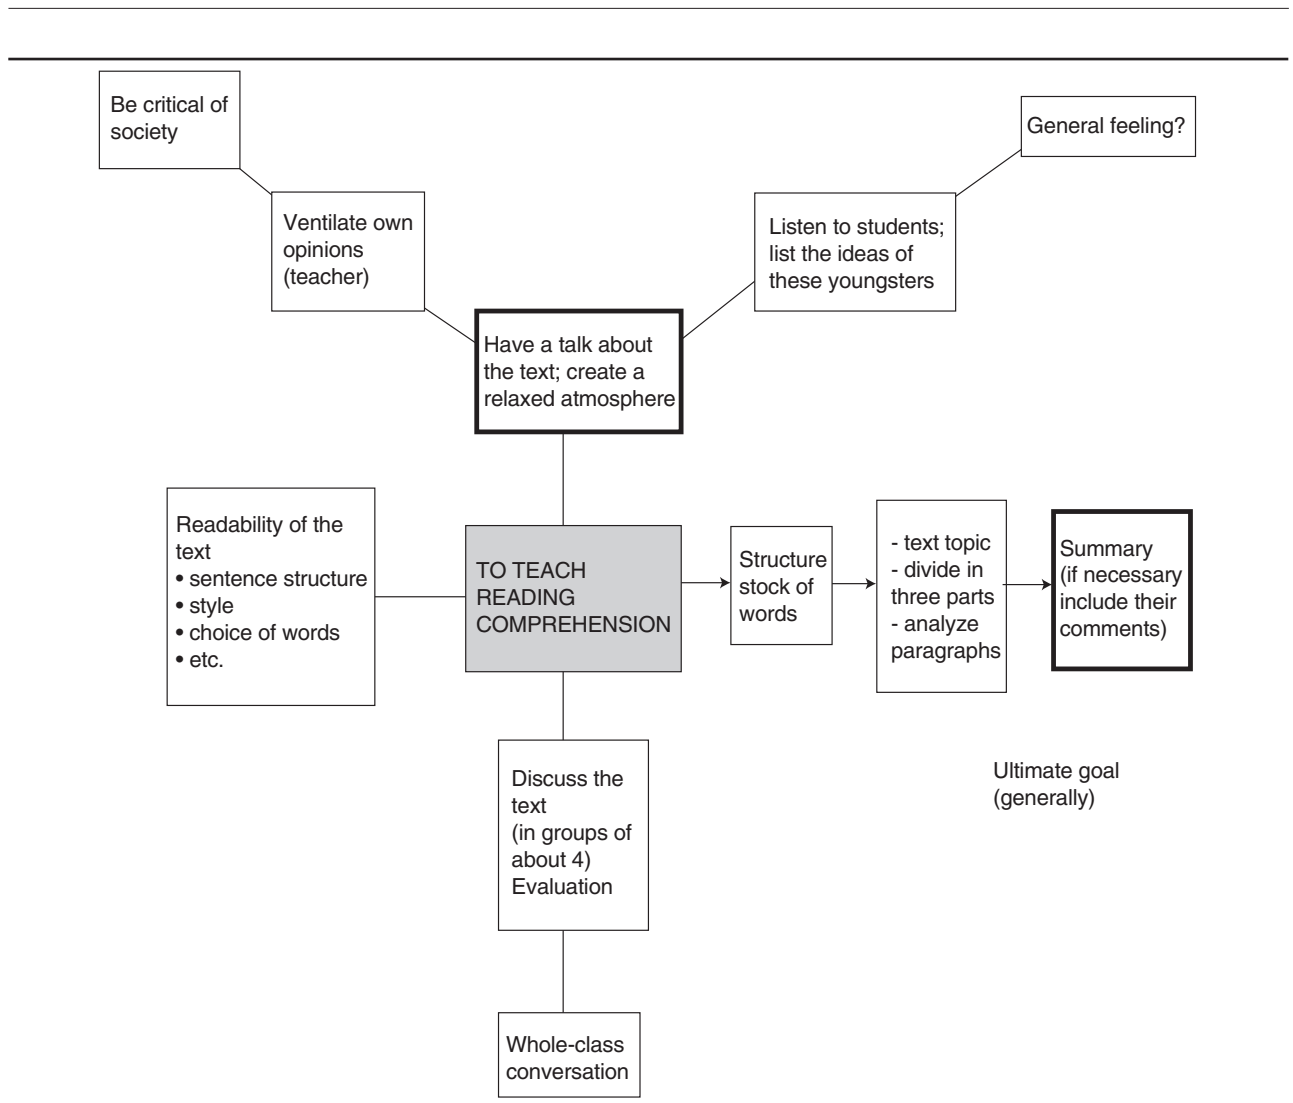 Be critical of
society
General feeling?
Ventilate own
opinions
(teacher)
Listen to students;
list the ideas of
these youngsters
Have a talk about
the text; create a
relaxed atmosphere
Readability of the
text
• sentence structure
• style
• choice of words
• etc.
TO TEACH
READING
COMPREHENSION
Structure
stock of
words
- text topic
- divide in
three parts
- analyze
paragraphs
Summary
(if necessary
include their
comments)
Ultimate goal
(generally)
Discuss the
text
(in groups of
about 4)
Evaluation
Whole-class
conversation